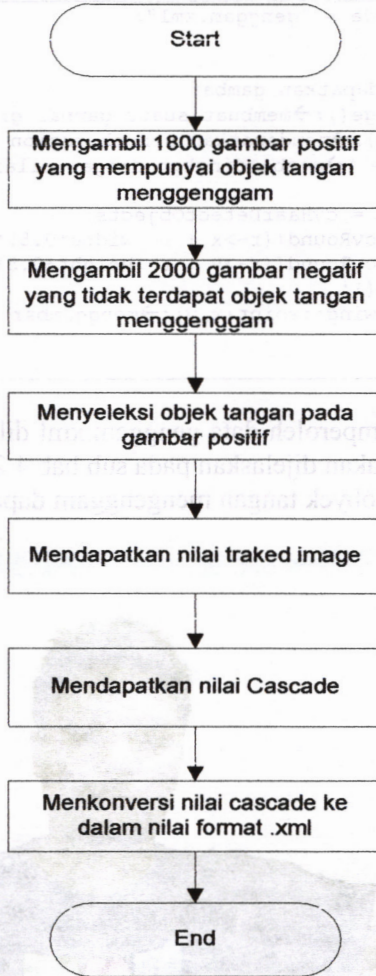 Start
Mengambil 1800 gambar positif
yang mempunyai objek tangan
menggenggam
Mengambil 2000 gambar negatif
yang tidak terdapat objek tangan
menggenggam
Menyeleksi objek tangan pada
gambar positif
Mendapatkan nilai traked image
Mendapatkan nilai Cascade
Menkonversi nilai cascade ke
dalam nilai format .xml
End